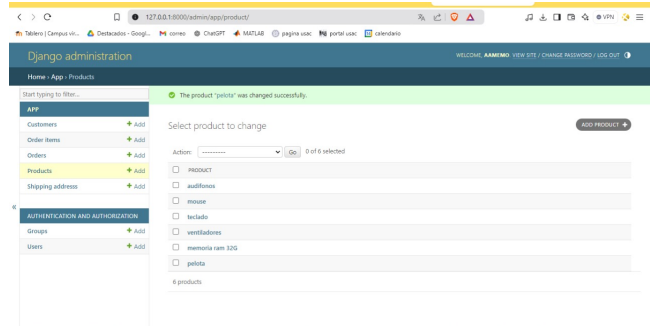 127.0.0.1:8000/admin/app/product/
VPN
Tablero | Campus vir...
Destacados - Googl...
correo
ChatGPT
MATLAB
pagina usac
portal usac
calendario
Django administration
WELCOME, AAMEMO. VIEW SITE / CHANGE PASSWORD / LOG OUT
Home › App › Products
Start typing to filter...
APP
Customers + Add
Order items + Add
Orders + Add
Products + Add
Shipping addresss + Add
AUTHENTICATION AND AUTHORIZATION
Groups + Add
Users + Add
«
The product "pelota" was changed successfully.
Select product to change
ADD PRODUCT +
Action: --------- Go 0 of 6 selected
PRODUCT
audifonos
mouse
teclado
ventiladores
memoria ram 32G
pelota
6 products